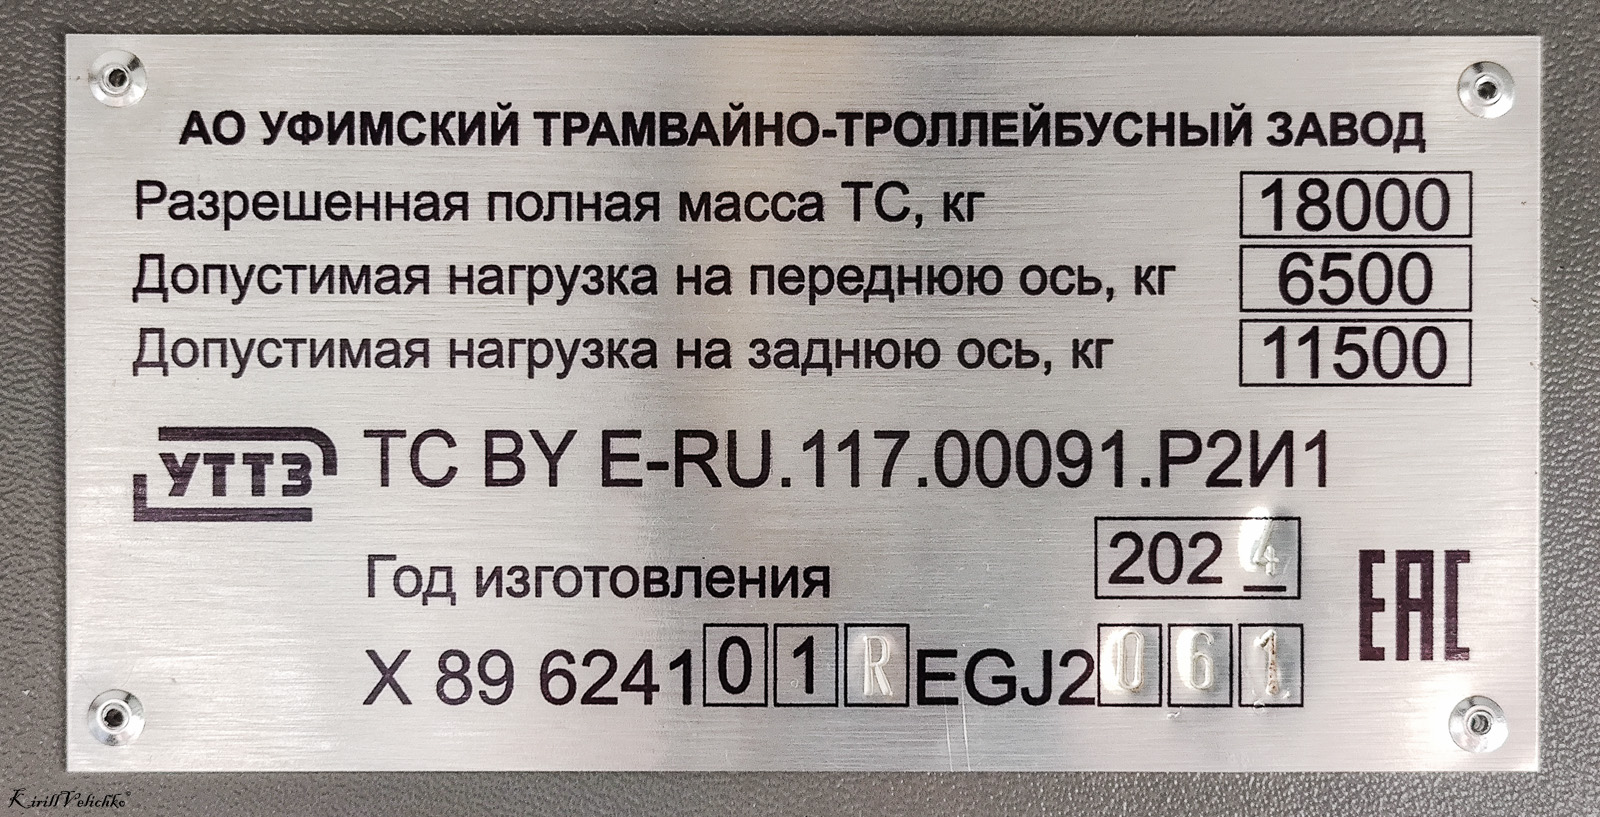 АО УФИМСКИЙ ТРАМВАЙНО-ТРОЛЛЕЙБУСНЫЙ ЗАВОД
Разрешенная полная масса ТС, кг 18000
Допустимая нагрузка на переднюю ось, кг 6500
Допустимая нагрузка на заднюю ось, кг 11500
УТТЗ ТС BY E-RU.117.00091.Р2И1
Год изготовления 2024
EAC
X 89 624101REGJ2061
KirillVelichko©